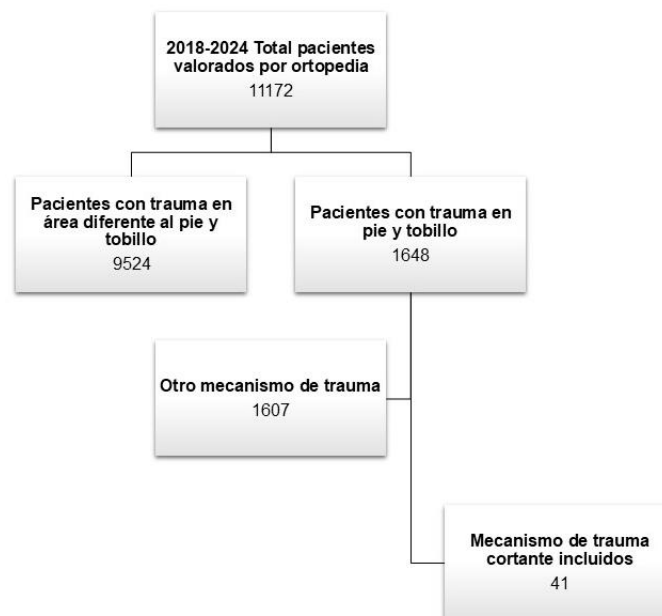 2018-2024 Total pacientes
valorados por ortopedia
11172
Pacientes con trauma en
área diferente al pie y
tobillo
9524
Pacientes con trauma en
pie y tobillo
1648
Otro mecanismo de trauma
1607
Mecanismo de trauma
cortante incluidos
41